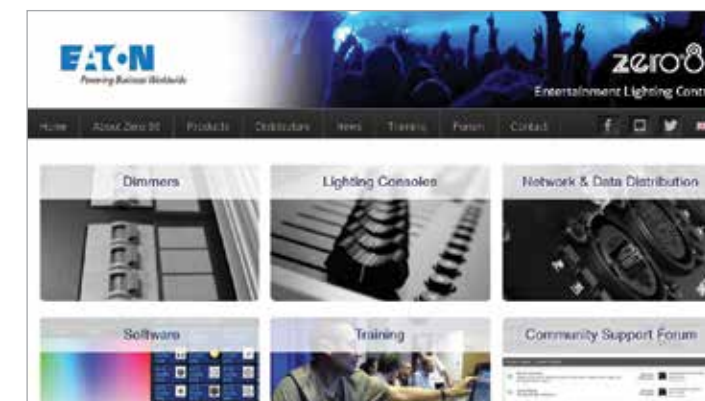 EATON
Powering Business Worldwide
zero8
Entertainment Lighting Contr
Home About Zero 88 Products Distributors News Training Forum Contact
Dimmers Lighting Consoles Network & Data Distribution
Software Training Community Support Forum